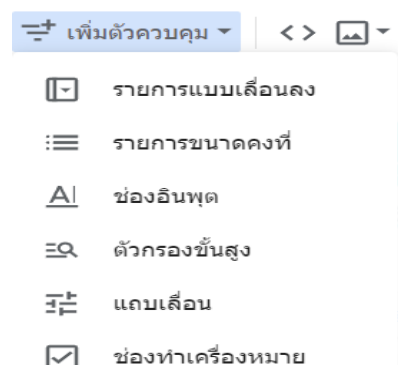 เพิ่มตัวควบคุม
รายการแบบเลื่อนลง
รายการขนาดคงที่
ช่องอินพุต
ตัวกรองขั้นสูง
แถบเลื่อน
ช่องทำเครื่องหมาย